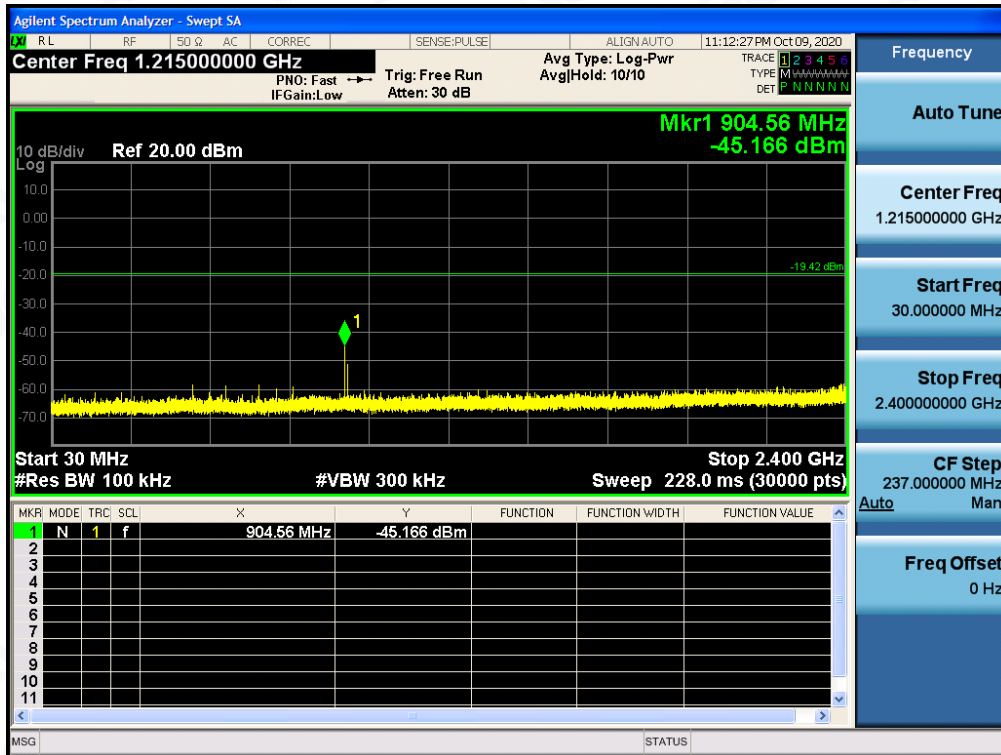 Agilent Spectrum Analyzer - Swept SA
LXI RL RF 50 Ω AC CORREC SENSE:PULSE ALIGN AUTO 11:12:27 PM Oct 09, 2020
Center Freq 1.215000000 GHz
PNO: Fast
IFGain:Low
Trig: Free Run
Atten: 30 dB
Avg Type: Log-Pwr
Avg|Hold: 10/10
TRACE 1 2 3 4 5 6
TYPE M
DET P N N N N N
Mkr1 904.56 MHz
-45.166 dBm
10 dB/div Ref 20.00 dBm
Log
10.0
0.00
-10.0
-19.42 dBm
-20.0
-30.0
1
-40.0
-50.0
-60.0
-70.0
Start 30 MHz Stop 2.400 GHz
#Res BW 100 kHz #VBW 300 kHz Sweep 228.0 ms (30000 pts)
MKR MODE TRC SCL X Y FUNCTION FUNCTION WIDTH FUNCTION VALUE
1 N 1 f 904.56 MHz -45.166 dBm
2
3
4
5
6
7
8
9
10
11
MSG STATUS
Frequency
Auto Tune
Center Freq
1.215000000 GHz
Start Freq
30.000000 MHz
Stop Freq
2.400000000 GHz
CF Step
237.000000 MHz
Auto Man
Freq Offset
0 Hz